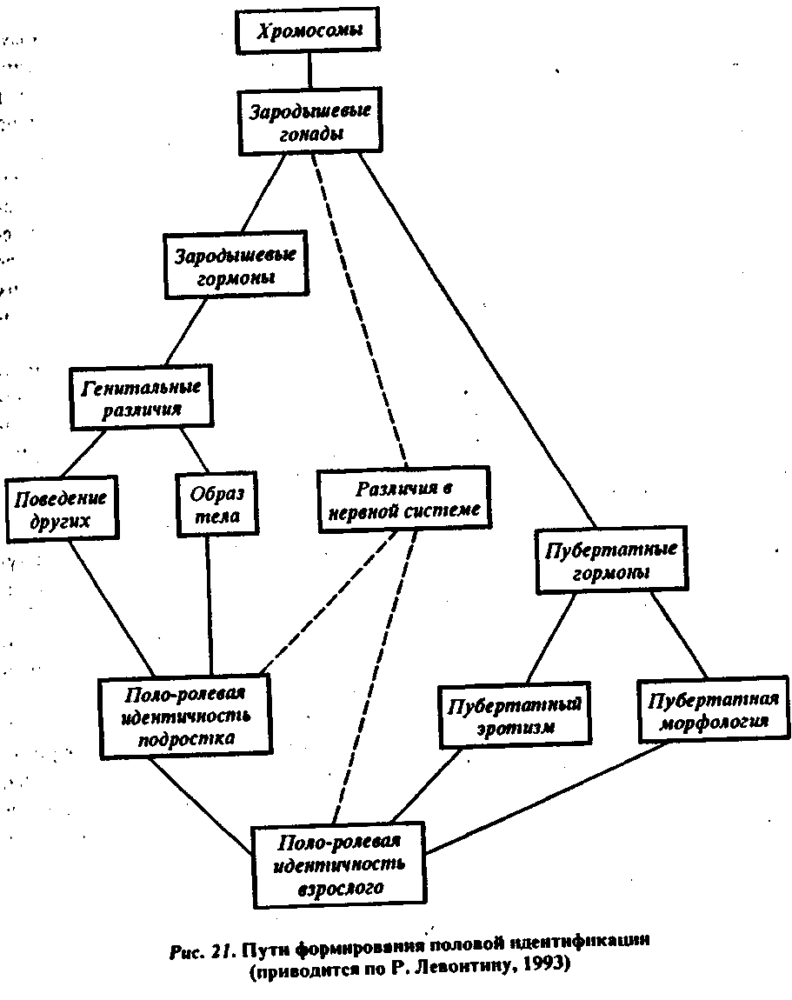 Хромосомы
Зародышевые
гонады
Зародышевые
гормоны
Генитальные
различия
Поведение
других
Образ
тела
Различия в
нервной системе
Пубертатные
гормоны
Поло-ролевая
идентичность
подростка
Пубертатный
эротизм
Пубертатная
морфология
Поло-ролевая
идентичность
взрослого
Рис. 21. Пути формирования половой идентификации
(приводится по Р. Левонтину, 1993)